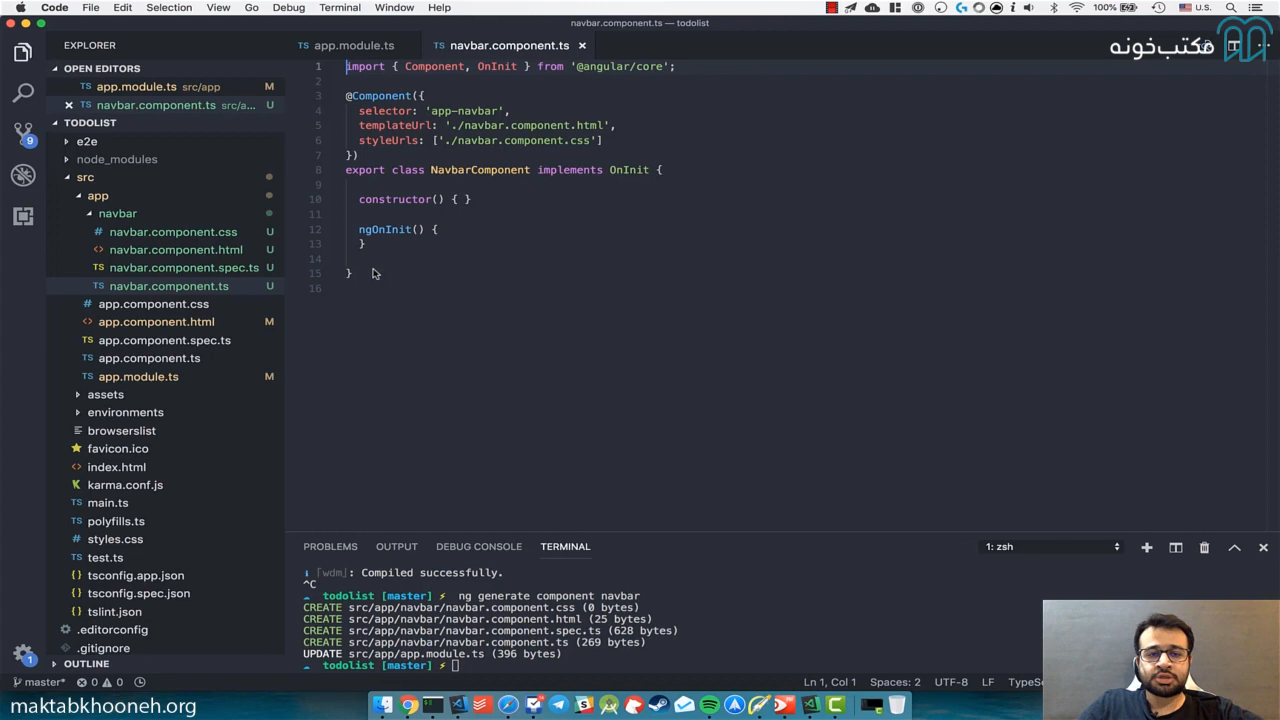 Code File Edit Selection View Go Debug Terminal Window Help 100% U.S.
navbar.component.ts — todolist
EXPLORER
app.module.ts
navbar.component.ts
مکتب‌خونه
OPEN EDITORS
app.module.ts src/app M
navbar.component.ts src/a... U
TODOLIST
e2e
node_modules
src
app
navbar
navbar.component.css U
navbar.component.html U
navbar.component.spec.ts U
navbar.component.ts U
app.component.css
app.component.html M
app.component.spec.ts
app.component.ts
app.module.ts M
assets
environments
browserslist
favicon.ico
index.html
karma.conf.js
main.ts
polyfills.ts
styles.css
test.ts
tsconfig.app.json
tsconfig.spec.json
tslint.json
.editorconfig
.gitignore
OUTLINE
9
1
1 import { Component, OnInit } from '@angular/core';
2
3 @Component({
4 selector: 'app-navbar',
5 templateUrl: './navbar.component.html',
6 styleUrls: ['./navbar.component.css']
7 })
8 export class NavbarComponent implements OnInit {
9
10 constructor() { }
11
12 ngOnInit() {
13 }
14
15 }
16
PROBLEMS OUTPUT DEBUG CONSOLE TERMINAL 1: zsh
ℹ ｢wdm｣: Compiled successfully.
^C
todolist [master] ⚡ ng generate component navbar
CREATE src/app/navbar/navbar.component.css (0 bytes)
CREATE src/app/navbar/navbar.component.html (25 bytes)
CREATE src/app/navbar/navbar.component.spec.ts (628 bytes)
CREATE src/app/navbar/navbar.component.ts (269 bytes)
UPDATE src/app/app.module.ts (396 bytes)
todolist [master] ⚡
master* 0 0 Ln 1, Col 1 Spaces: 2 UTF-8 LF TypeSc
maktabkhooneh.org